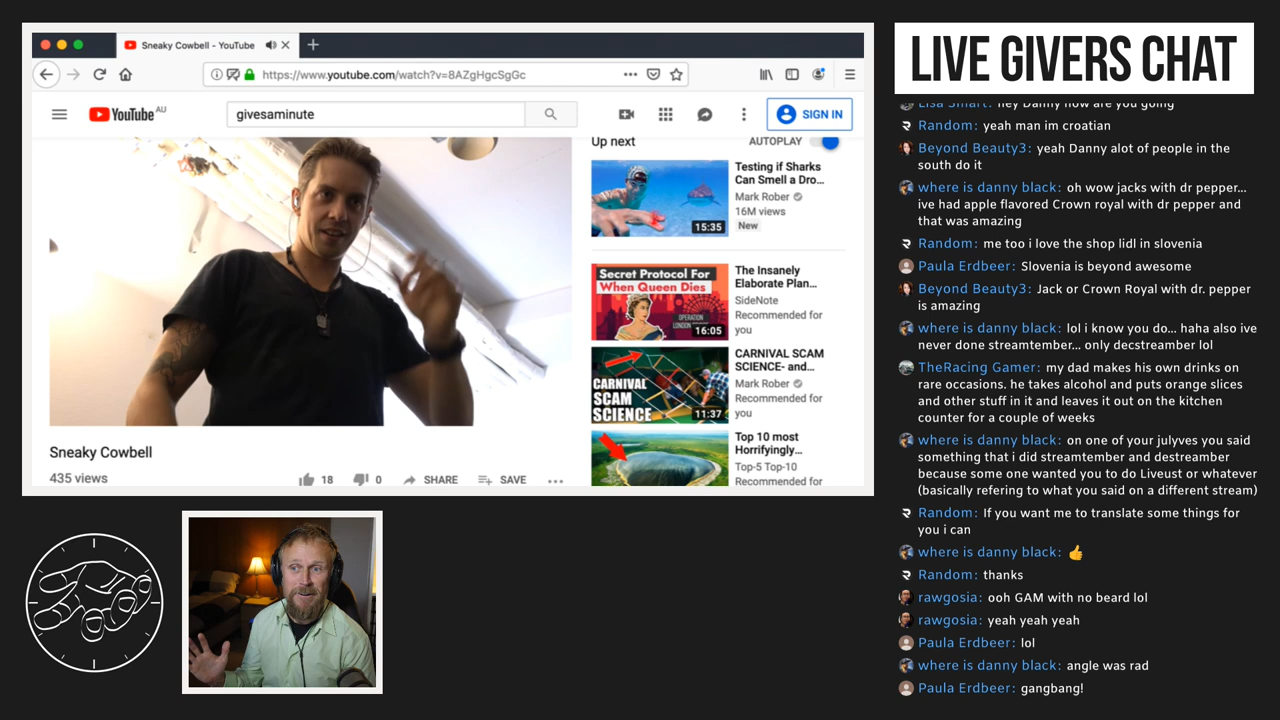 Sneaky Cowbell - YouTube
https://www.youtube.com/watch?v=8AZgHgcSgGc
YouTube AU
givesaminute
SIGN IN
Up next
AUTOPLAY
Testing if Sharks
Can Smell a Dro...
Mark Rober
16M views
New
15:35
Secret Protocol For
When Queen Dies
OPERATION
LONDON
16:05
The Insanely
Elaborate Plan...
SideNote
Recommended for
you
CARNIVAL
SCAM
SCIENCE
11:37
CARNIVAL SCAM
SCIENCE- and...
Mark Rober
Recommended for
you
Top 10 most
Horrifyingly...
Top-5 Top-10
Recommended for
Sneaky Cowbell
435 views
18
0
SHARE
SAVE
LIVE GIVERS CHAT
Lisa Smart: hey Danny how are you going
Random: yeah man im croatian
Beyond Beauty3: yeah Danny alot of people in the
south do it
where is danny black: oh wow jacks with dr pepper...
ive had apple flavored Crown royal with dr pepper and
that was amazing
Random: me too i love the shop lidl in slovenia
Paula Erdbeer: Slovenia is beyond awesome
Beyond Beauty3: Jack or Crown Royal with dr. pepper
is amazing
where is danny black: lol i know you do... haha also ive
never done streamtember... only decstreamber lol
TheRacing Gamer: my dad makes his own drinks on
rare occasions. he takes alcohol and puts orange slices
and other stuff in it and leaves it out on the kitchen
counter for a couple of weeks
where is danny black: on one of your julyves you said
something that i did streamtember and destreamber
because some one wanted you to do Liveust or whatever
(basically refering to what you said on a different stream)
Random: If you want me to translate some things for
you i can
where is danny black: 👍
Random: thanks
rawgosia: ooh GAM with no beard lol
rawgosia: yeah yeah yeah
Paula Erdbeer: lol
where is danny black: angle was rad
Paula Erdbeer: gangbang!